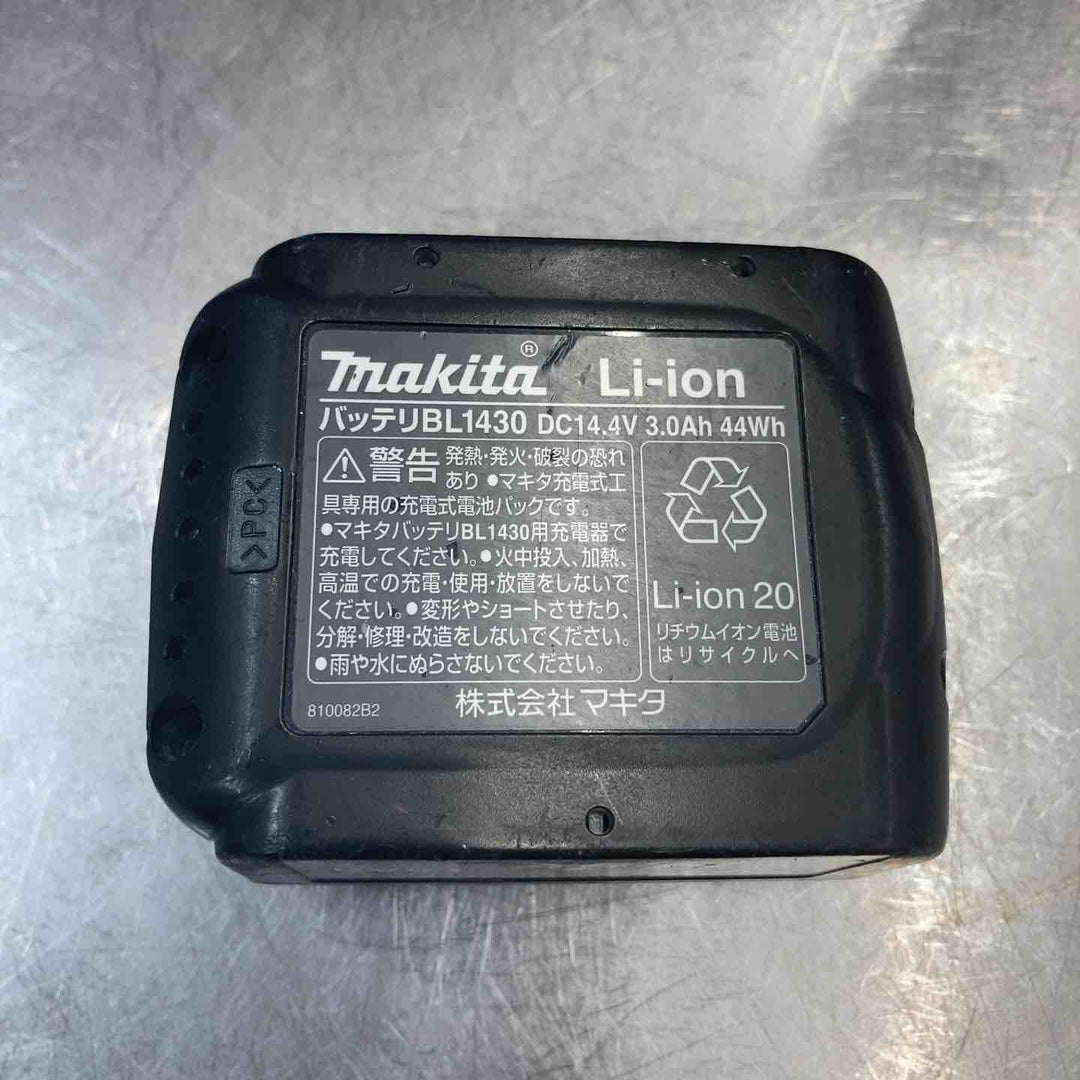 makita® Li-ion
バッテリBL1430 DC14.4V 3.0Ah 44Wh
⚠警告 発熱・発火・破裂の恐れ
あり ●マキタ充電式工
具専用の充電式電池パックです。
●マキタバッテリBL1430用充電器で
充電してください。●火中投入、加熱、
高温での充電・使用・放置をしないで
ください。●変形やショートさせたり、
分解・修理・改造をしないでください。
●雨や水にぬらさないでください。
Li-ion 20
リチウムイオン電池
はリサイクルへ
810082B2
株式会社マキタ
>PC<